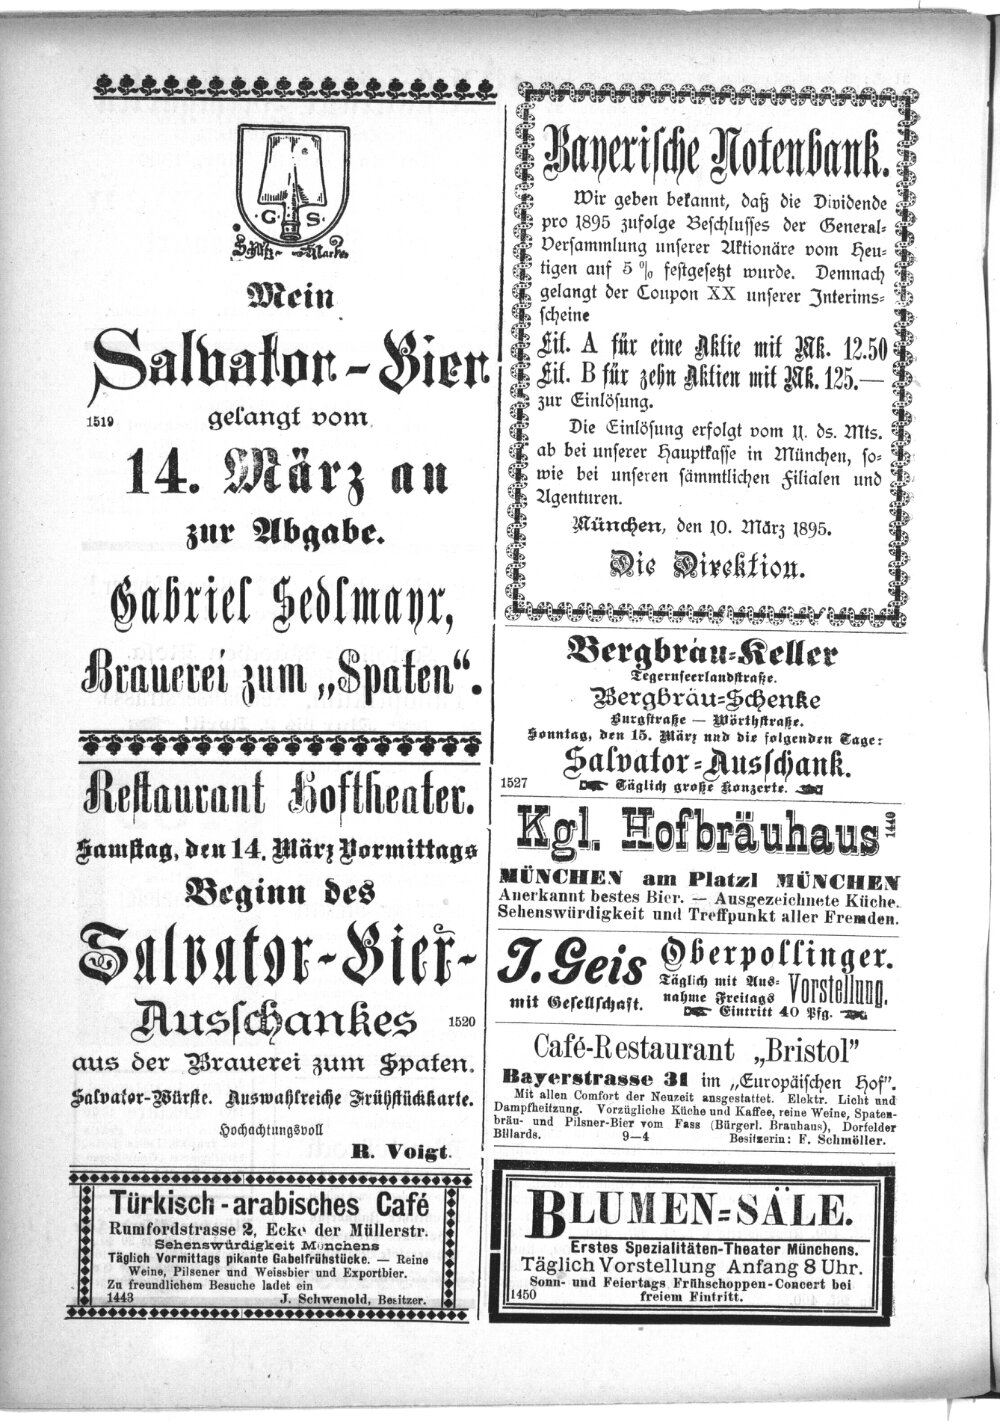 G. S.
Schutz-Marke
Mein
Salvator-Bier
1519
gelangt vom
14. März an
zur Abgabe.
Gabriel Sedlmayr,
Brauerei zum „Spaten“.
Restaurant Hoftheater.
Samstag, den 14. März Vormittags
Beginn des
Salvator-Bier-
Ausschankes
1520
aus der Brauerei zum Spaten.
Salvator-Würste. Auswahlreiche Frühstückkarte.
Hochachtungsvoll
R. Voigt.
Türkisch-arabisches Café
Rumfordstrasse 2, Ecke der Müllerstr.
Sehenswürdigkeit Münchens
Täglich Vormittags pikante Gabelfrühstücke. — Reine
Weine, Pilsener und Weissbier und Exportbier.
Zu freundlichem Besuche ladet ein
1443 J. Schwenold, Besitzer.
Bayerische Notenbank.
Wir geben bekannt, daß die Dividende
pro 1895 zufolge Beschlusses der General-
Versammlung unserer Aktionäre vom Heu-
tigen auf 5 % festgesetzt wurde. Demnach
gelangt der Coupon XX unserer Interims-
scheine
Lit. A für eine Aktie mit Mk. 12.50
Lit. B für zehn Aktien mit Mk. 125.—
zur Einlösung.
Die Einlösung erfolgt vom 11. ds. Mts.
ab bei unserer Hauptkasse in München, so-
wie bei unseren sämmtlichen Filialen und
Agenturen.
München, den 10. März 1895.
Die Direktion.
Bergbräu-Keller
Tegernseerlandstraße.
Bergbräu-Schenke
Burgstraße — Wörthstraße.
Sonntag, den 15. März und die folgenden Tage:
Salvator-Ausschank.
1527
Täglich große Konzerte.
Kgl. Hofbräuhaus
1440
MÜNCHEN am Platzl MÜNCHEN
Anerkannt bestes Bier. — Ausgezeichnete Küche.
Sehenswürdigkeit und Treffpunkt aller Fremden.
J. Geis
mit Gesellschaft.
Oberpollinger.
Täglich mit Aus-
nahme Freitags Vorstellung.
Eintritt 40 Pfg.
Café-Restaurant „Bristol”
Bayerstrasse 31 im „Europäischen Hof”.
Mit allen Comfort der Neuzeit ausgestattet. Elektr. Licht und
Dampfheitzung. Vorzügliche Küche und Kaffee, reine Weine, Spaten-
bräu- und Pilsner-Bier vom Fass (Bürgerl. Brauhaus), Dorfelder
Billards. 9—4 Besitzerin: F. Schmöller.
BLUMEN-SÄLE.
Erstes Spezialitäten-Theater Münchens.
Täglich Vorstellung Anfang 8 Uhr.
Sonn- und Feiertags Frühschoppen-Concert bei
1450 freiem Eintritt.